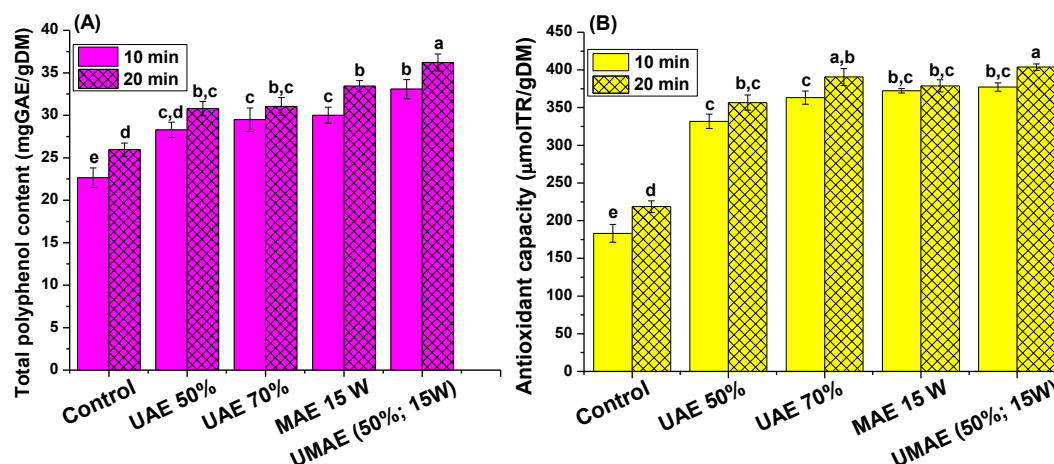 (A)
10 min
20 min
Total polyphenol content (mgGAE/gDM)
40
35
30
25
20
15
10
5
0
e
d
c,d
b,c
c
b,c
c
b
b
a
Control
UAE 50%
UAE 70%
MAE 15 W
UMAE (50%; 15W)
(B)
10 min
20 min
Antioxidant capacity (μmolTR/gDM)
450
400
350
300
250
200
150
100
50
0
e
d
c
b,c
c
a,b
b,c
b,c
b,c
a
Control
UAE 50%
UAE 70%
MAE 15 W
UMAE (50%; 15W)